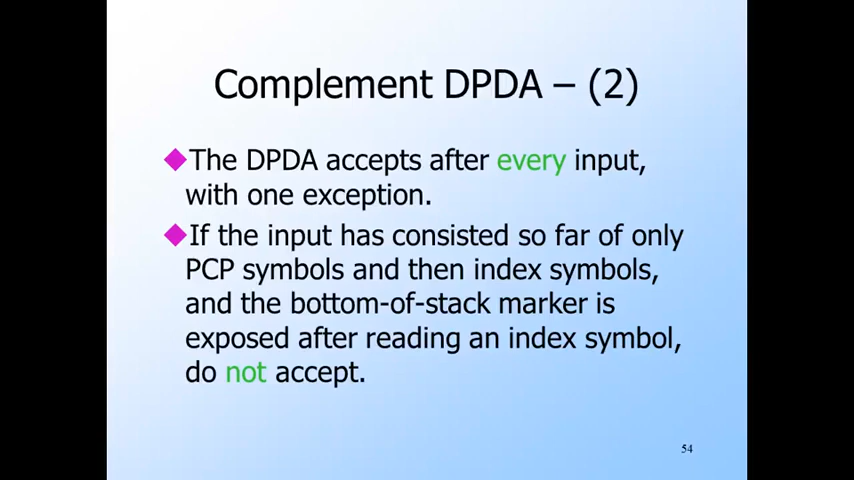 Complement DPDA – (2)
The DPDA accepts after every input,
with one exception.
If the input has consisted so far of only
PCP symbols and then index symbols,
and the bottom-of-stack marker is
exposed after reading an index symbol,
do not accept.
54